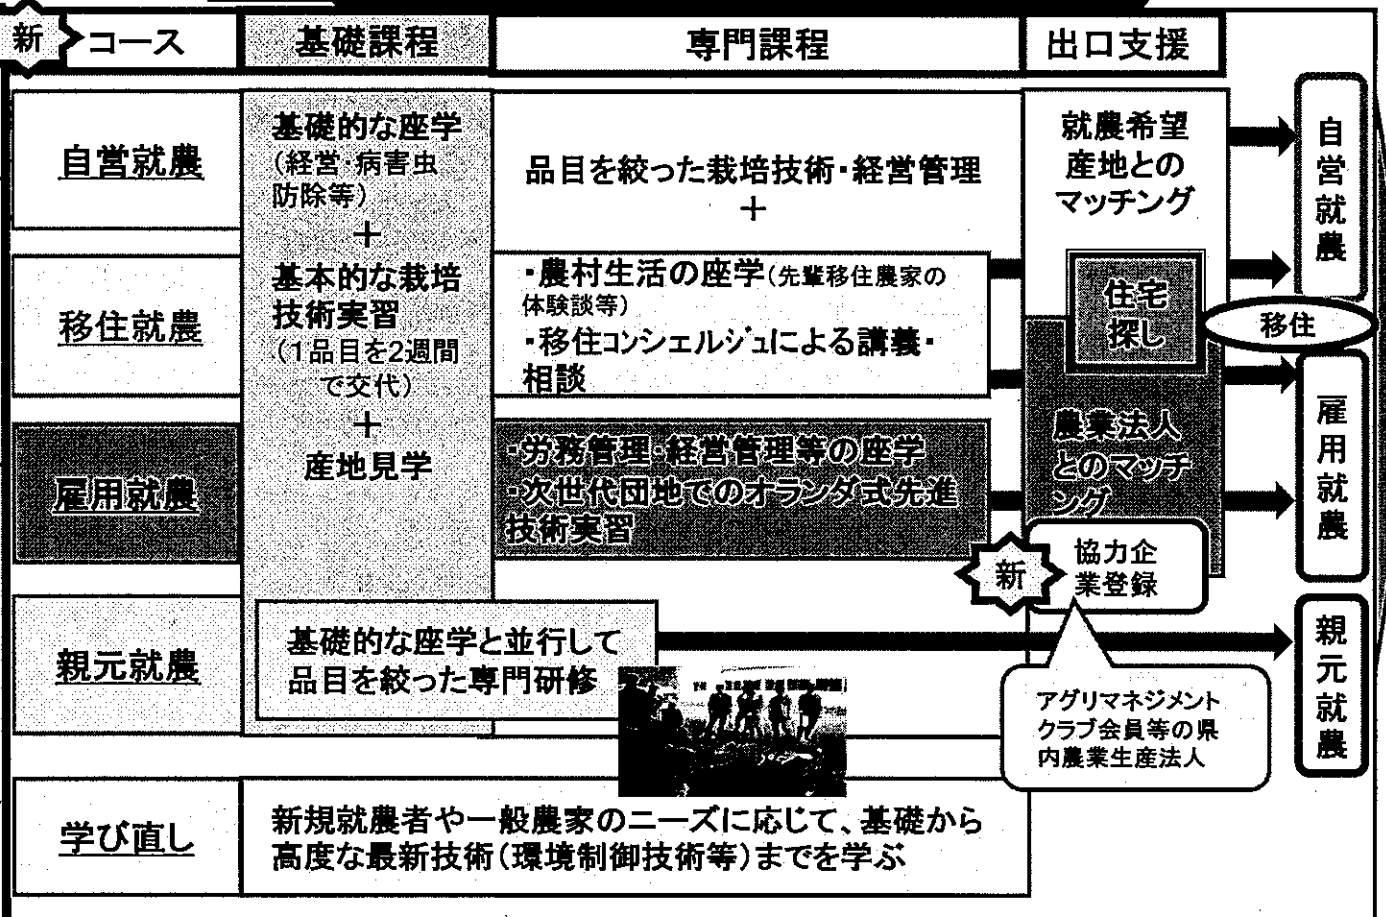 新
コース
基礎課程
専門課程
出口支援
自営就農
基礎的な座学
(経営・病害虫
防除等)
+
基本的な栽培
技術実習
(1品目を2週間
で交代)
+
産地見学
品目を絞った栽培技術・経営管理
+
就農希望
産地との
マッチング
自営就農
移住就農
・農村生活の座学(先輩移住農家の
体験談等)
・移住コンシェルジュによる講義・
相談
住宅
探し
移住
雇用就農
・労務管理・経営管理等の座学
・次世代団地でのオランダ式先進
技術実習
農業法人
とのマッチ
ング
雇用就農
新
協力企
業登録
親元就農
基礎的な座学と並行して
品目を絞った専門研修
アグリマネジメント
クラブ会員等の県
内農業生産法人
親元就農
学び直し
新規就農者や一般農家のニーズに応じて、基礎から
高度な最新技術(環境制御技術等)までを学ぶ